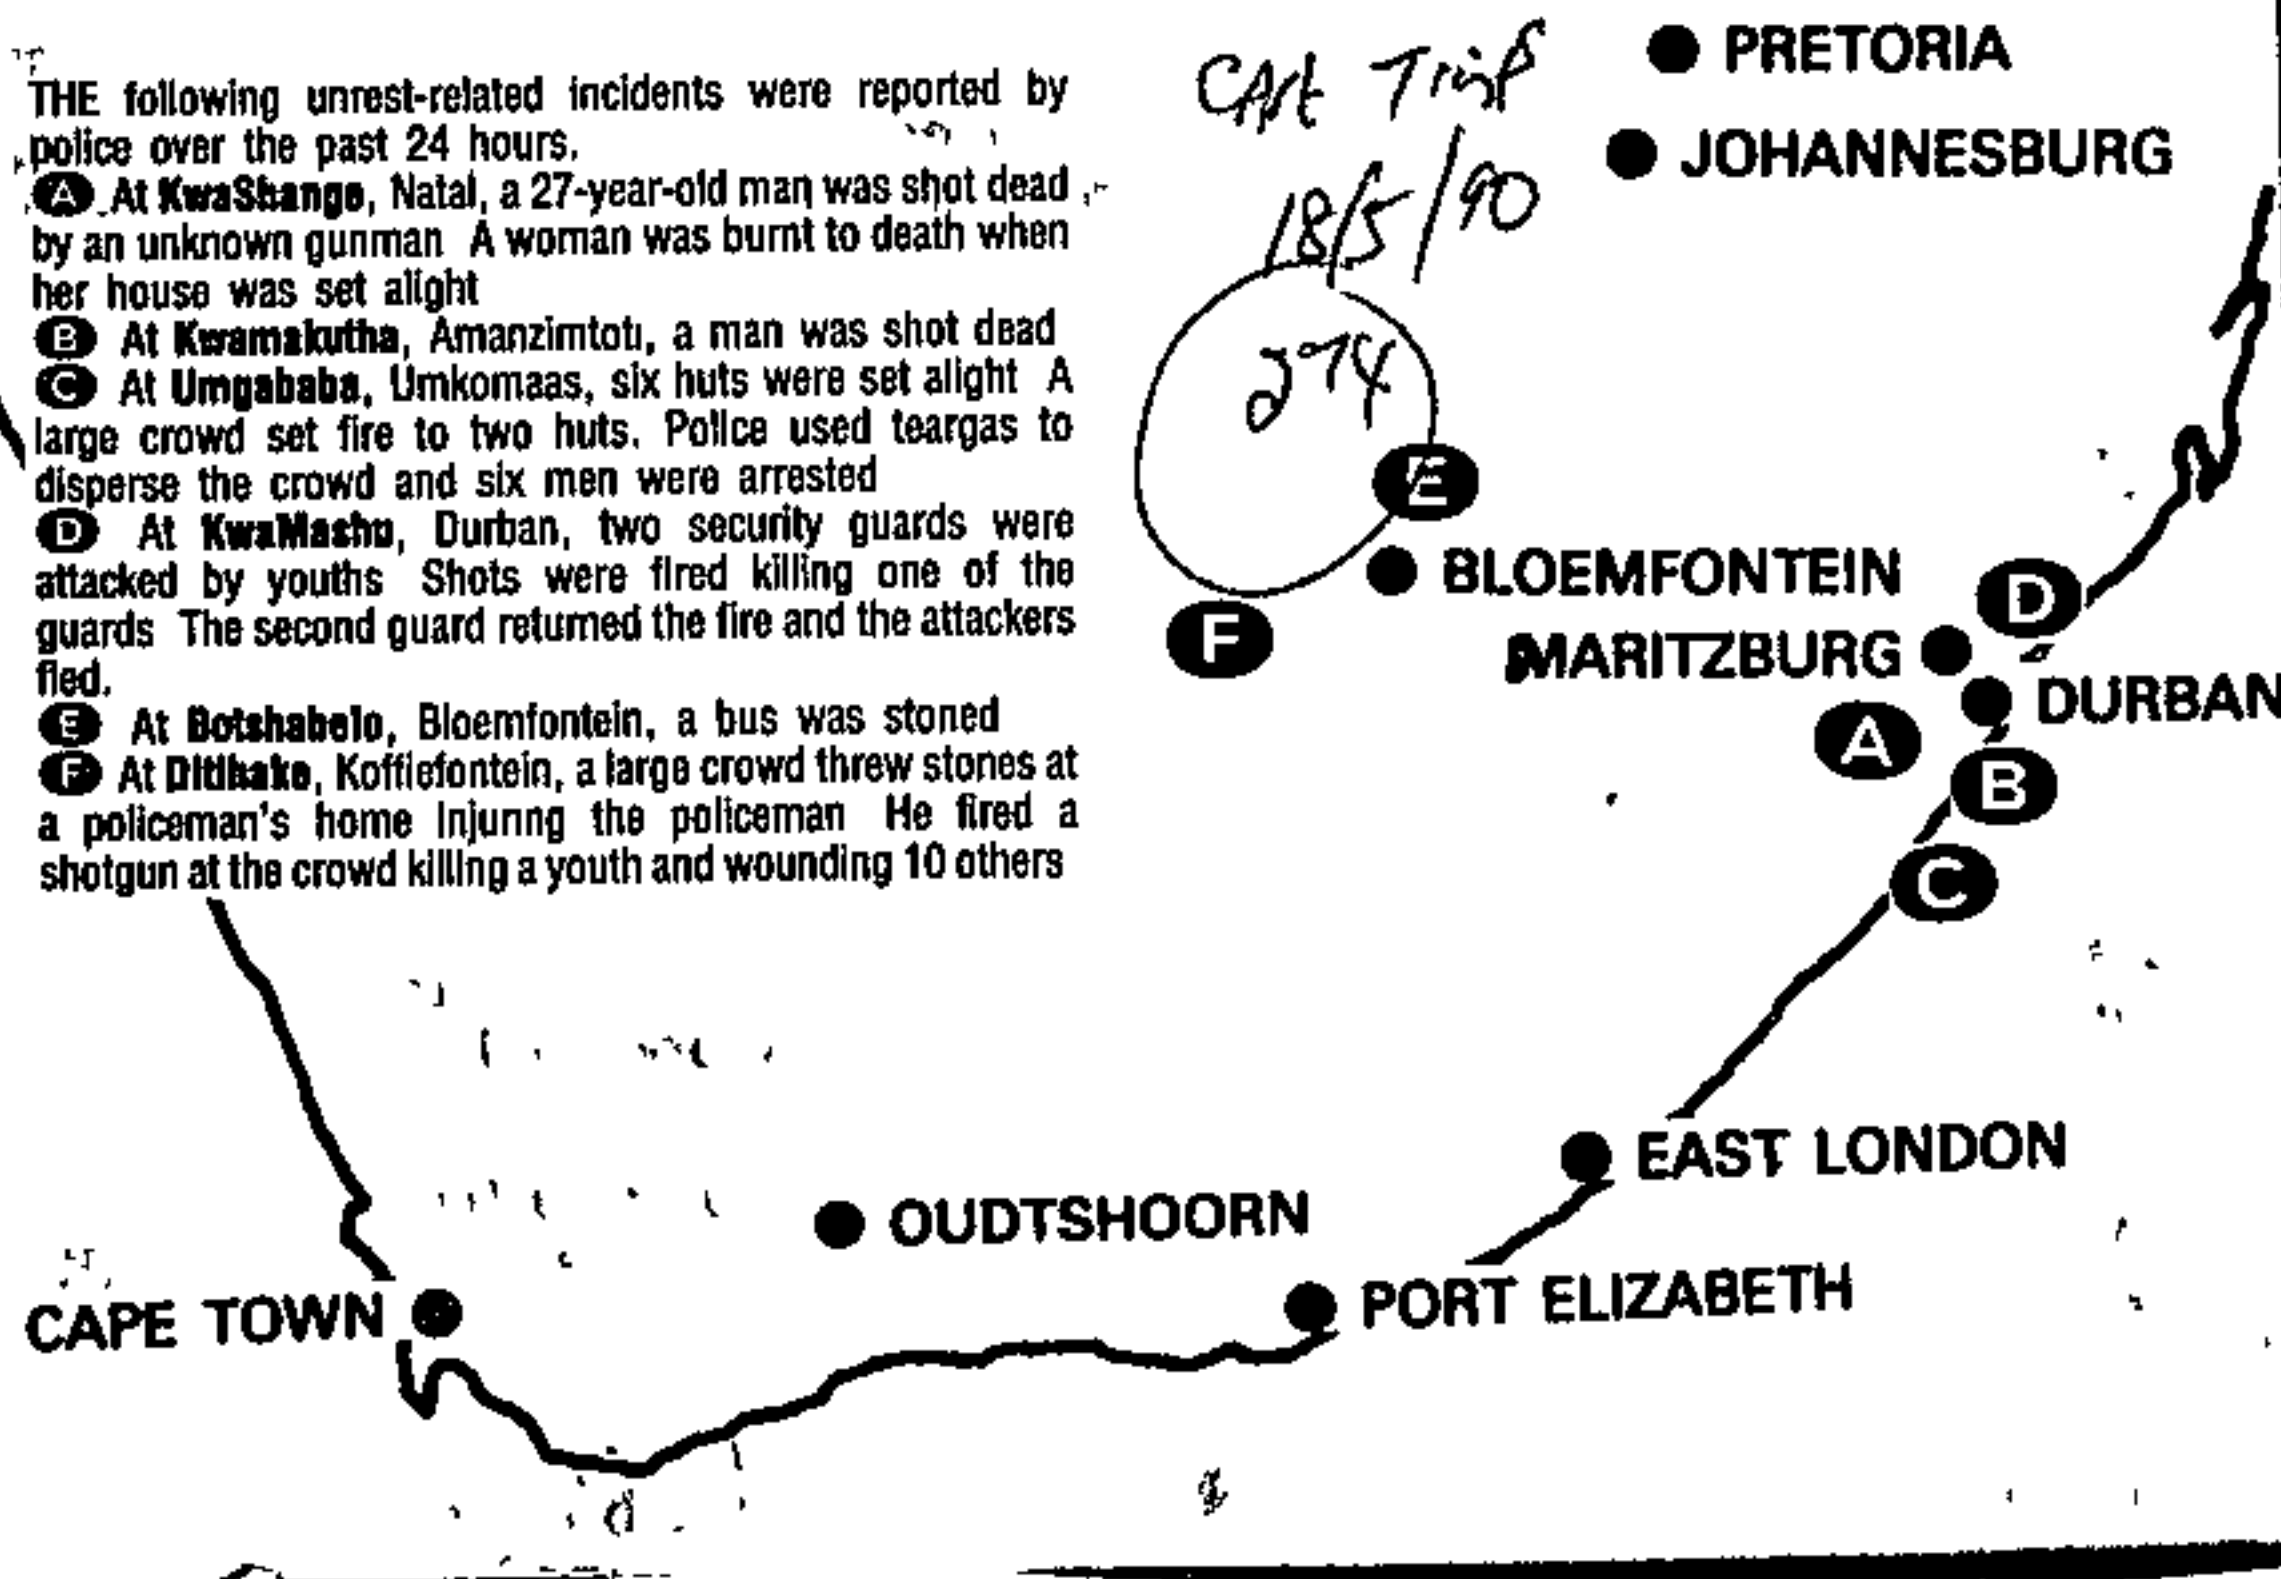 THE following unrest-related incidents were reported by
police over the past 24 hours.
A At KwaShange, Natal, a 27-year-old man was shot dead
by an unknown gunman A woman was burnt to death when
her house was set alight
B At Kwamakutha, Amanzimtoti, a man was shot dead
C At Umgababa, Umkomaas, six huts were set alight A
large crowd set fire to two huts. Police used teargas to
disperse the crowd and six men were arrested
D At KwaMashu, Durban, two security guards were
attacked by youths Shots were fired killing one of the
guards The second guard returned the fire and the attackers
fled.
E At Botshabelo, Bloemfontein, a bus was stoned
F At Ditlhake, Koffiefontein, a large crowd threw stones at
a policeman's home injuring the policeman He fired a
shotgun at the crowd killing a youth and wounding 10 others
18/5/90
274
PRETORIA
JOHANNESBURG
E
BLOEMFONTEIN
F
D
MARITZBURG
DURBAN
A
B
C
EAST LONDON
OUDTSHOORN
PORT ELIZABETH
CAPE TOWN